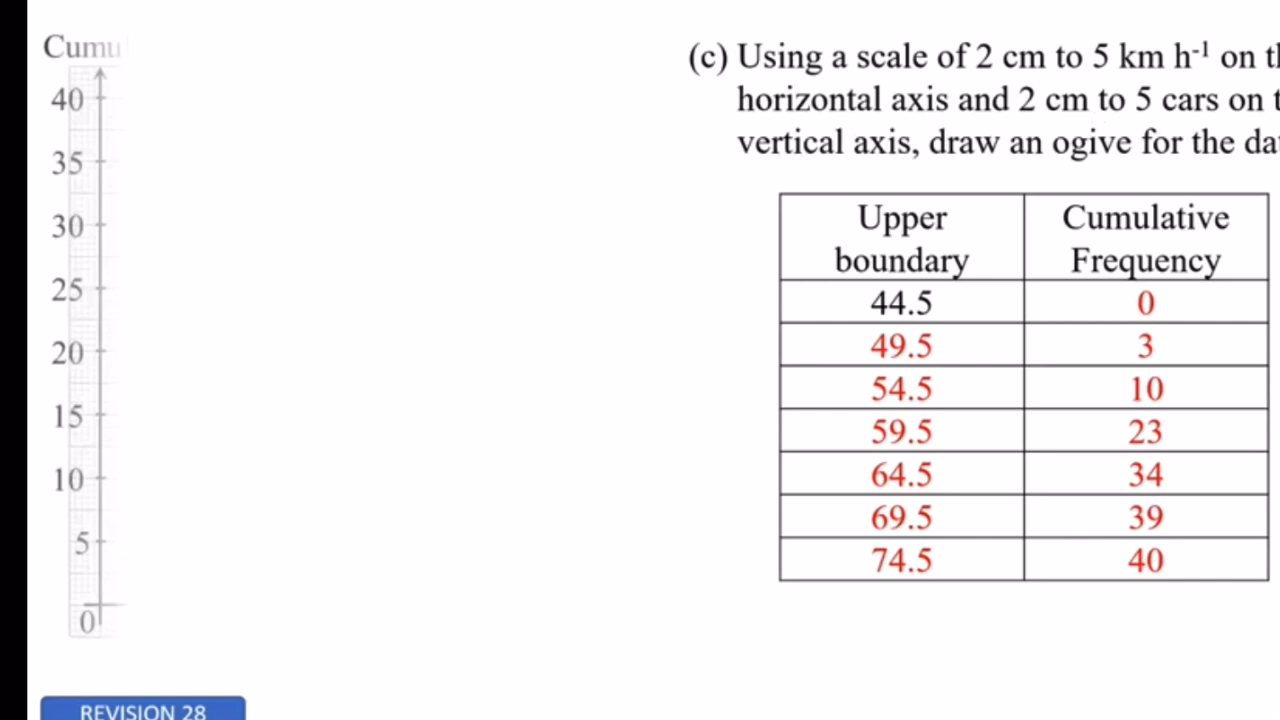 (c) Using a scale of 2 cm to 5 km h-1 on
horizontal axis and 2 cm to 5 cars on
vertical axis, draw an ogive for the
Upper boundary
Cumulative Frequency
44.5 0
49.5 3
54.5 10
59.5 23
64.5 34
69.5 39
74.5 40
40
35
30
25
20
15
10
5
0
REVISION 28